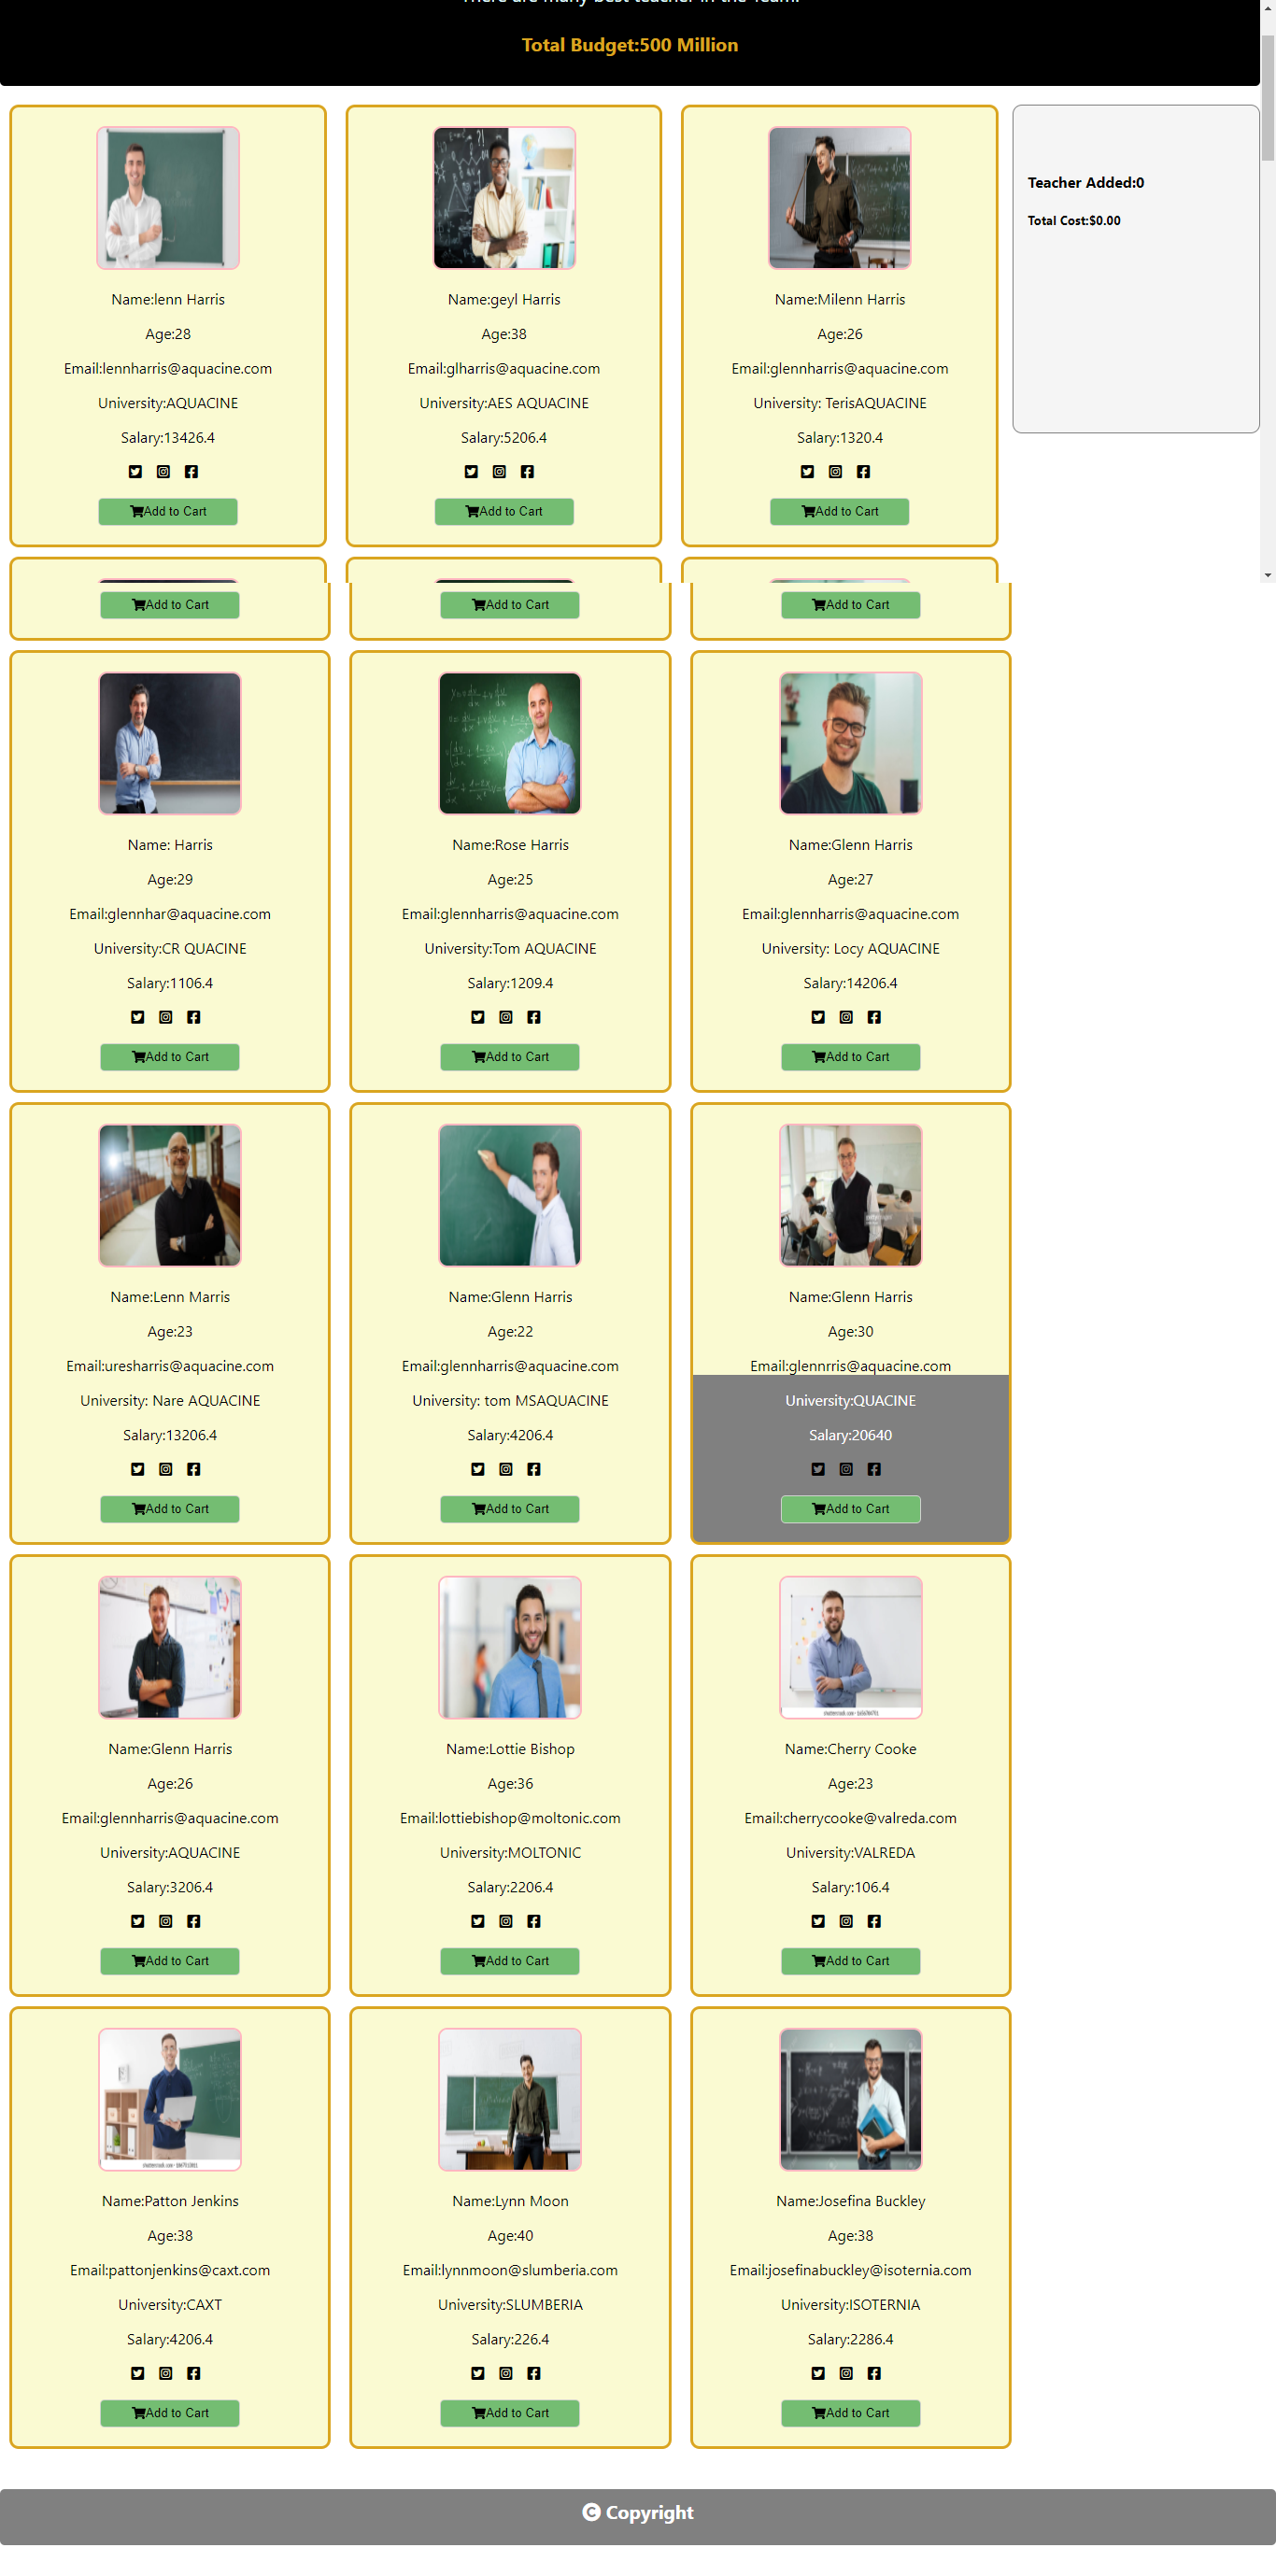 There are many best teacher in the Team.
Total Budget:500 Million
Name:lenn Harris
Age:28
Email:lennharris@aquacine.com
University:AQUACINE
Salary:13426.4
Add to Cart
Name:geyl Harris
Age:38
Email:glharris@aquacine.com
University:AES AQUACINE
Salary:5206.4
Add to Cart
Name:Milenn Harris
Age:26
Email:glennharris@aquacine.com
University: TerisAQUACINE
Salary:1320.4
Add to Cart
Teacher Added:0
Total Cost:$0.00
Add to Cart
Add to Cart
Add to Cart
Name: Harris
Age:29
Email:glennhar@aquacine.com
University:CR QUACINE
Salary:1106.4
Add to Cart
Name:Rose Harris
Age:25
Email:glennharris@aquacine.com
University:Tom AQUACINE
Salary:1209.4
Add to Cart
Name:Glenn Harris
Age:27
Email:glennharris@aquacine.com
University: Locy AQUACINE
Salary:14206.4
Add to Cart
Name:Lenn Marris
Age:23
Email:uresharris@aquacine.com
University: Nare AQUACINE
Salary:13206.4
Add to Cart
Name:Glenn Harris
Age:22
Email:glennharris@aquacine.com
University: tom MSAQUACINE
Salary:4206.4
Add to Cart
Name:Glenn Harris
Age:30
Email:glennrris@aquacine.com
University:QUACINE
Salary:20640
Add to Cart
Name:Glenn Harris
Age:26
Email:glennharris@aquacine.com
University:AQUACINE
Salary:3206.4
Add to Cart
Name:Lottie Bishop
Age:36
Email:lottiebishop@moltonic.com
University:MOLTONIC
Salary:2206.4
Add to Cart
Name:Cherry Cooke
Age:23
Email:cherrycooke@valreda.com
University:VALREDA
Salary:106.4
Add to Cart
Name:Patton Jenkins
Age:38
Email:pattonjenkins@caxt.com
University:CAXT
Salary:4206.4
Add to Cart
Name:Lynn Moon
Age:40
Email:lynnmoon@slumberia.com
University:SLUMBERIA
Salary:226.4
Add to Cart
Name:Josefina Buckley
Age:38
Email:josefinabuckley@isoternia.com
University:ISOTERNIA
Salary:2286.4
Add to Cart
© Copyright